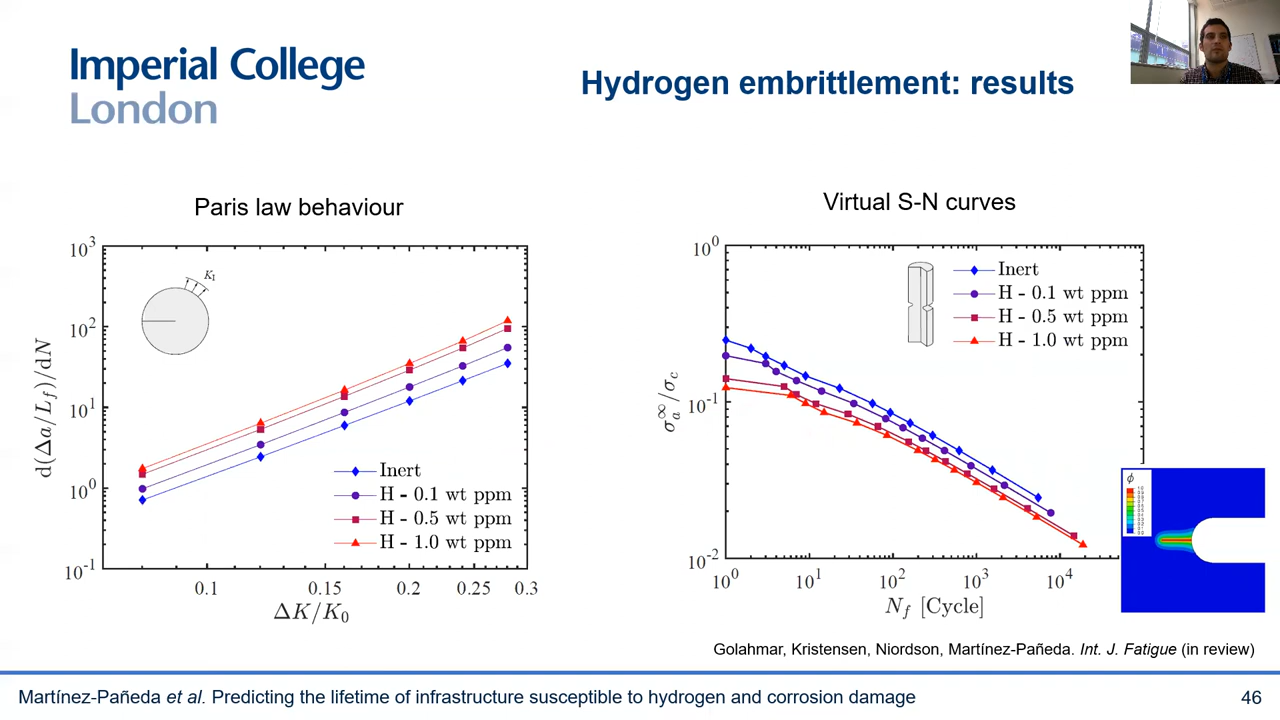 Imperial College
London
Hydrogen embrittlement: results
Paris law behaviour
d(Δa/L_f)/dN
10^3
10^2
10^1
10^0
10^-1
K_I
Inert
H - 0.1 wt ppm
H - 0.5 wt ppm
H - 1.0 wt ppm
0.1 0.15 0.2 0.25 0.3
ΔK/K_0
Virtual S-N curves
σ_a^∞/σ_c
10^0
10^-1
10^-2
Inert
H - 0.1 wt ppm
H - 0.5 wt ppm
H - 1.0 wt ppm
10^0 10^1 10^2 10^3 10^4
N_f [Cycle]
ϕ
Golahmar, Kristensen, Niordson, Martínez-Pañeda. Int. J. Fatigue (in review)
Martínez-Pañeda et al. Predicting the lifetime of infrastructure susceptible to hydrogen and corrosion damage
46